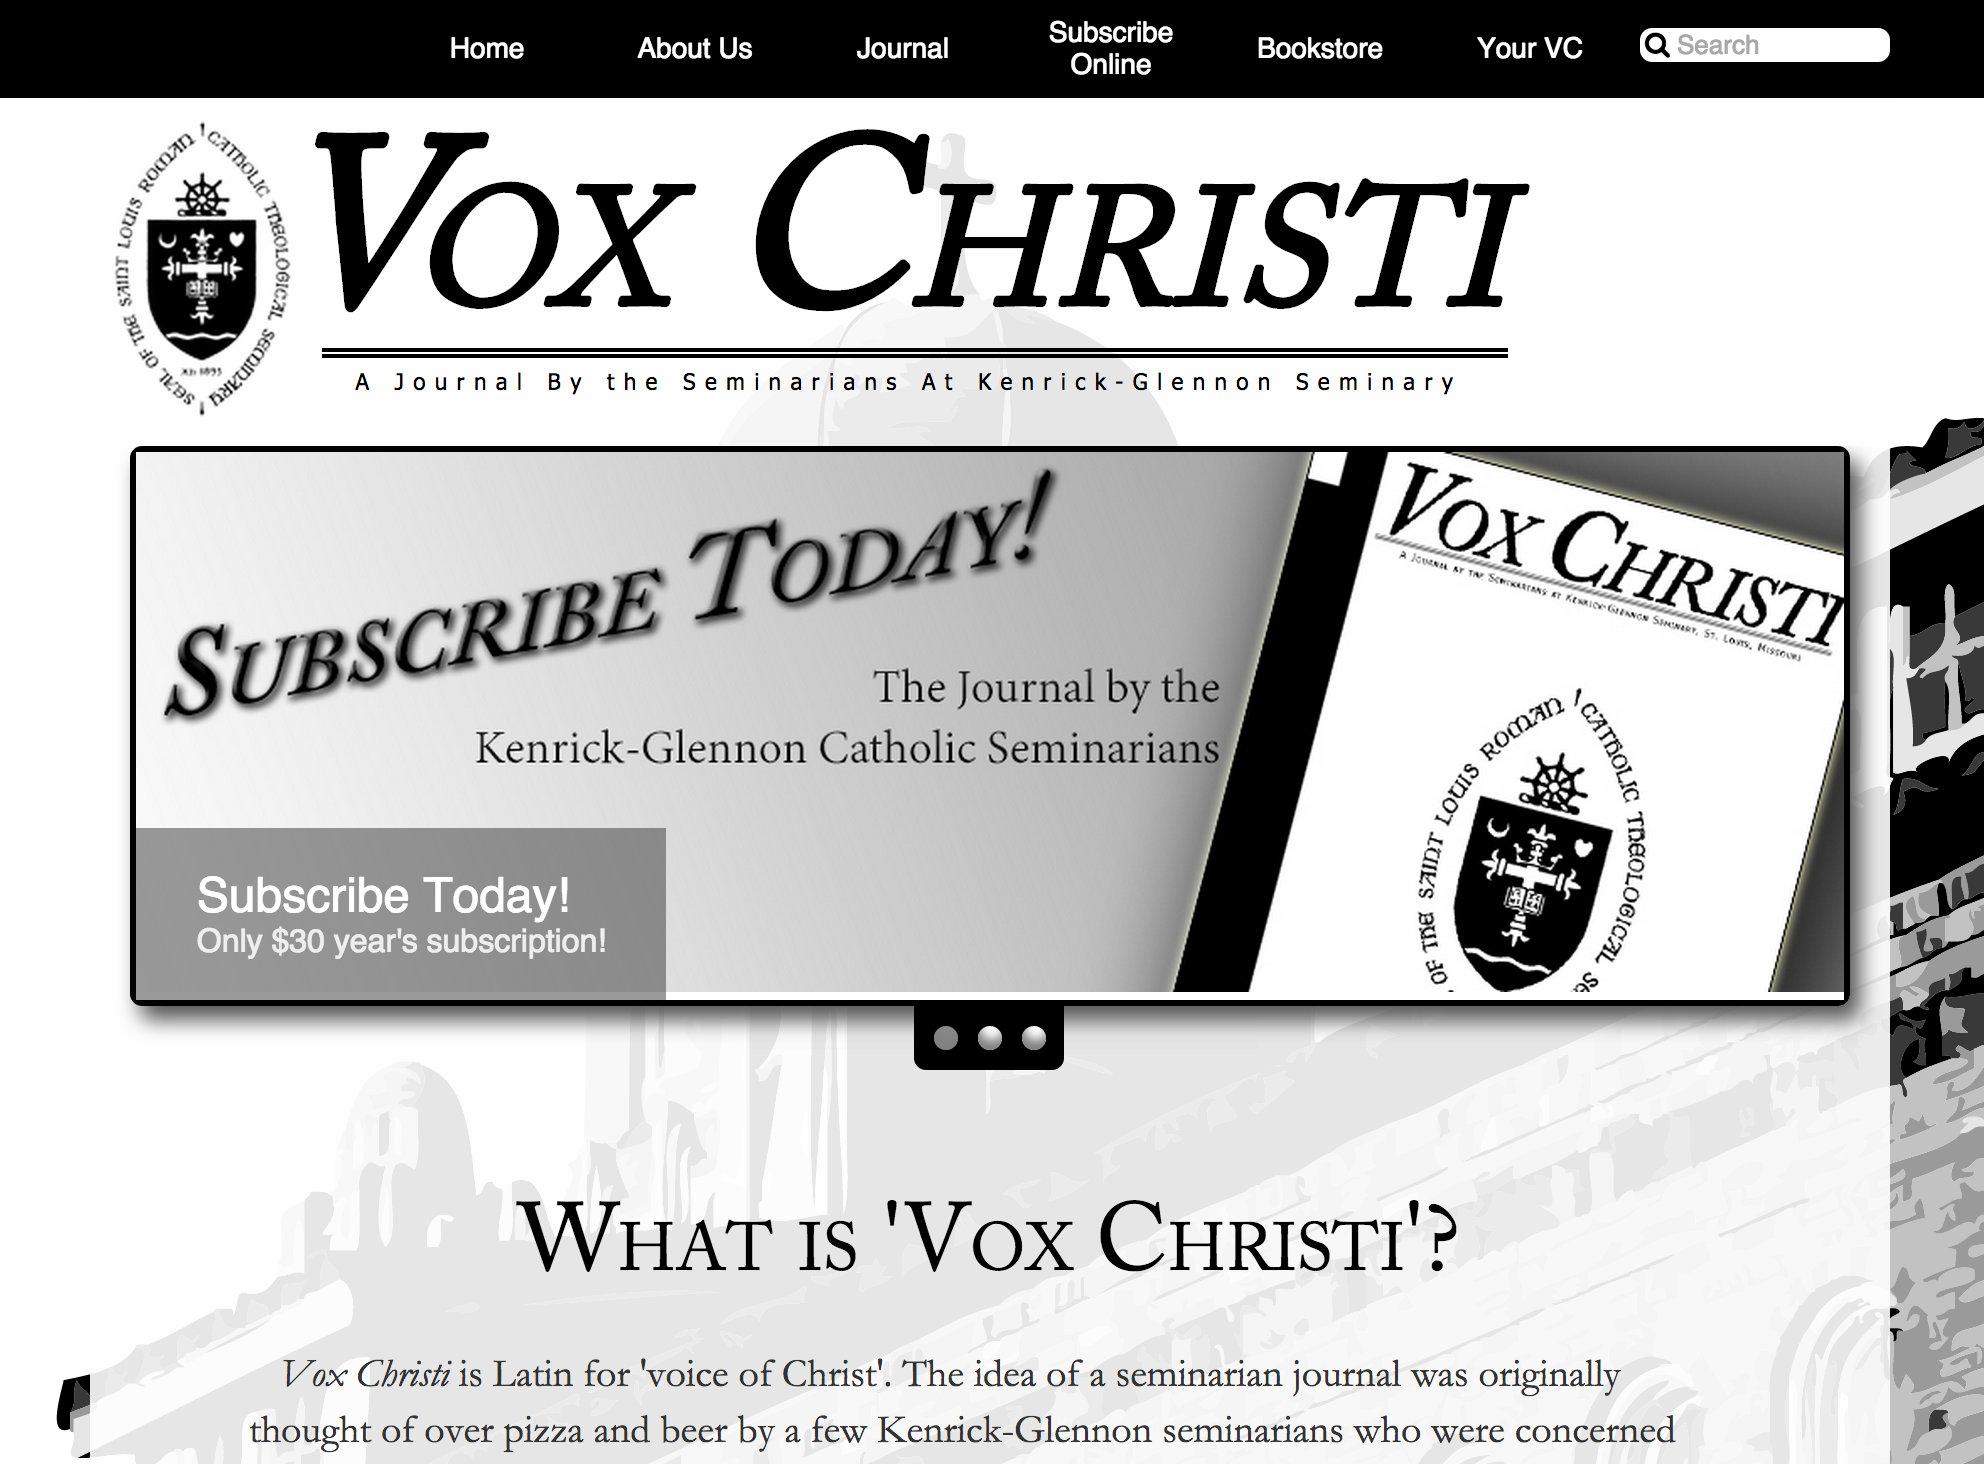 Home
About Us
Journal
Subscribe
Online
Bookstore
Your VC
Search
SEAL OF THE SAINT LOUIS ROMAN CATHOLIC THEOLOGICAL SEMINARY
VOX CHRISTI
A Journal By the Seminarians At Kenrick-Glennon Seminary
SUBSCRIBE TODAY!
The Journal by the
Kenrick-Glennon Catholic Seminarians
VOX CHRISTI
A JOURNAL BY THE SEMINARIANS AT KENRICK-GLENNON SEMINARY, ST. LOUIS, MISSOURI
OF THE SAINT LOUIS ROMAN CATHOLIC THEOLOGICAL SE
Subscribe Today!
Only $30 year's subscription!
WHAT IS 'VOX CHRISTI'?
Vox Christi is Latin for 'voice of Christ'. The idea of a seminarian journal was originally
thought of over pizza and beer by a few Kenrick-Glennon seminarians who were concerned